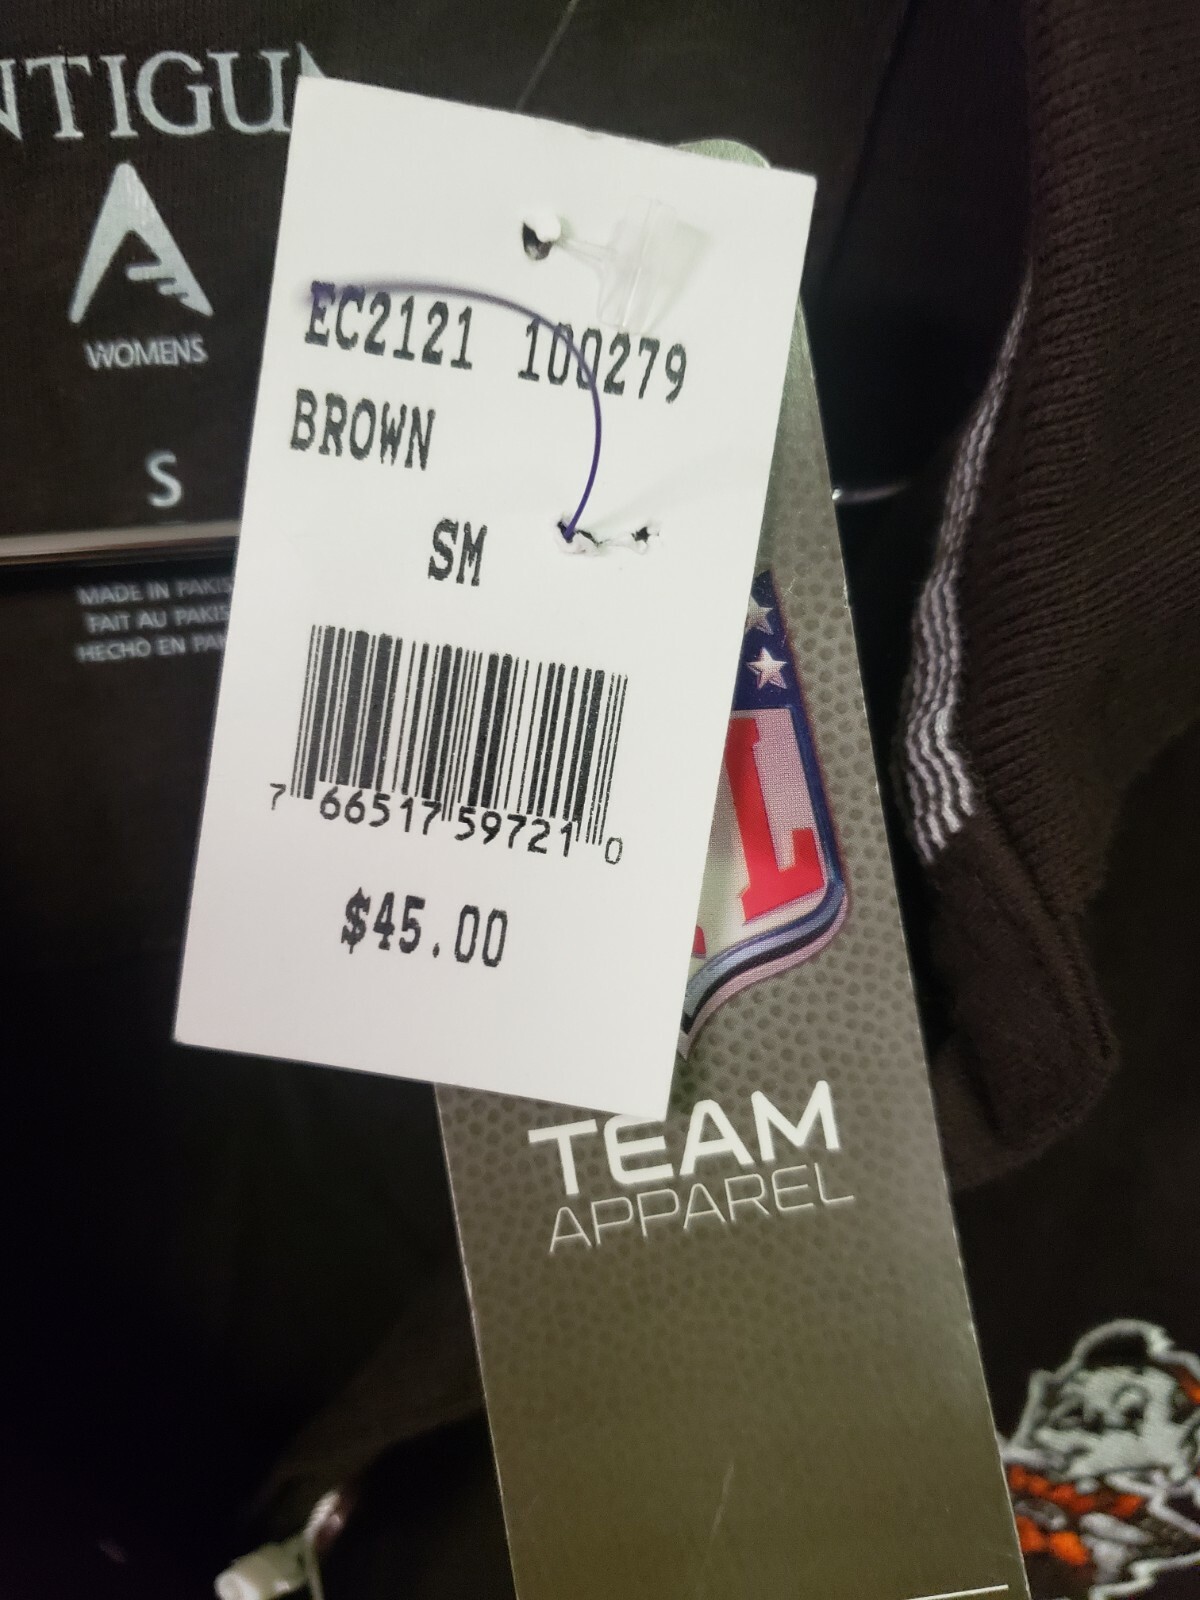 NTIGU
WOMENS
S
MADE IN PAKIS
FAIT AU PAKIS
HECHO EN PAK
EC2121 100279
BROWN
SM
7 66517 59721 0
$45.00
L
TEAM
APPAREL